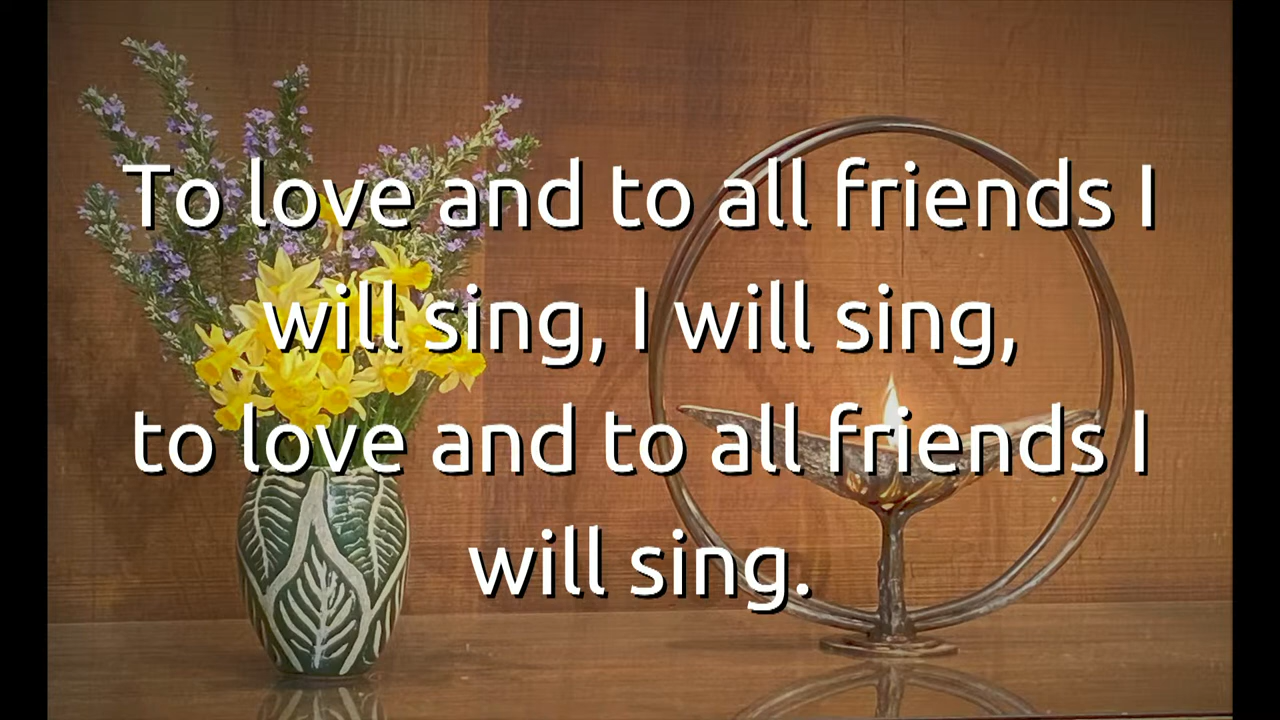 To love and to all friends I
will sing, I will sing,
to love and to all friends I
will sing.